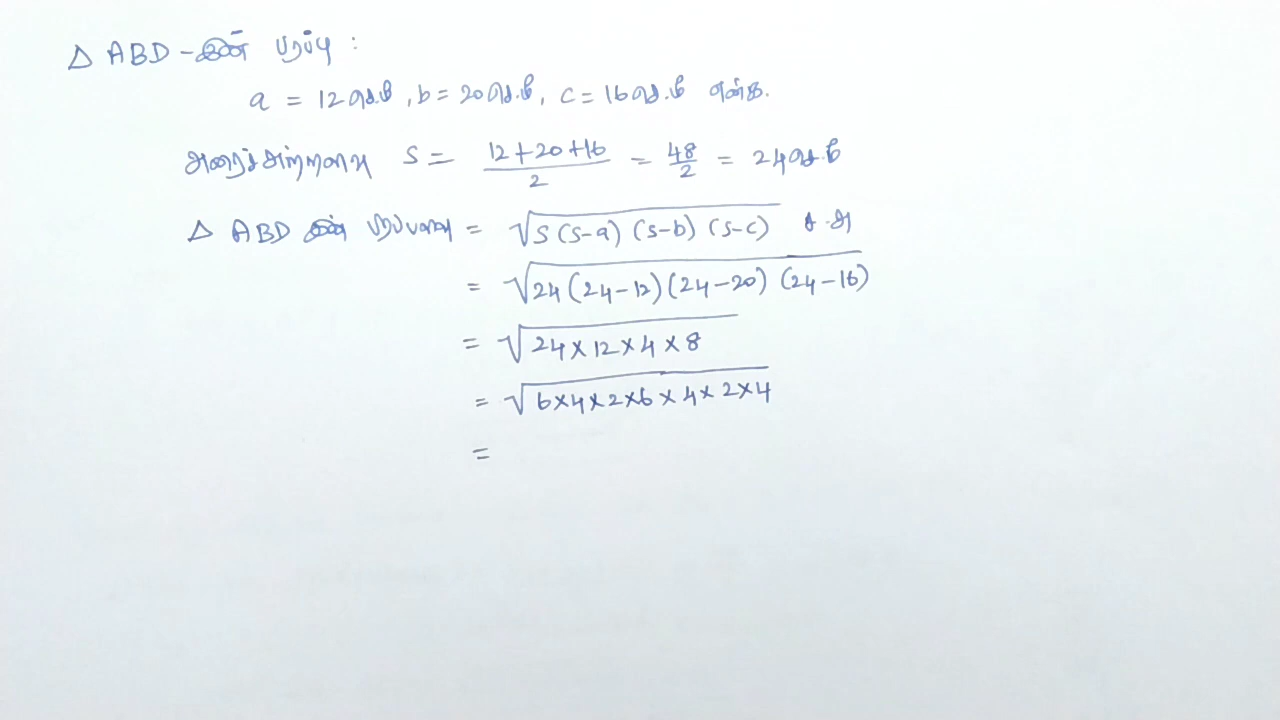 Δ ABD-இன் பரப்பு :
a = 12 செ.மீ, b = 20 செ.மீ, c = 16 செ.மீ என்க.
அரைச்சுற்றளவு S = \frac{12+20+16}{2} = \frac{48}{2} = 24 செ.மீ
Δ ABD இன் பரப்பளவு = √S (S-a) (S-b) (S-c) ச.அ
= √24 (24-12) (24-20) (24-16)
= √24 × 12 × 4 × 8
= √6×4×2×6×4×2×4
=